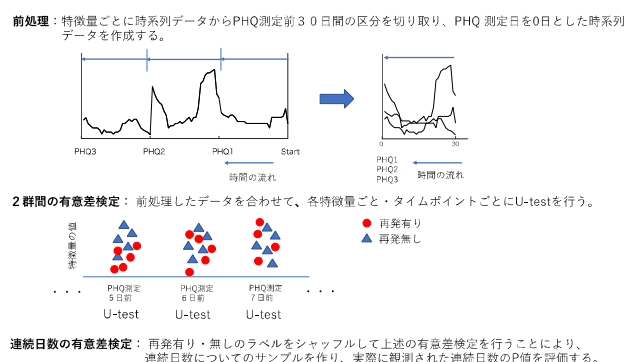 前処理：特徴量ごとに時系列データからPHQ測定前３０日間の区分を切り取り、PHQ 測定日を0日とした時系列
データを作成する。
PHQ3 PHQ2 PHQ1 Start
時間の流れ
0 30
PHQ1
PHQ2
PHQ3
時間の流れ
２群間の有意差検定： 前処理したデータを合わせて、各特徴量ごと・タイムポイントごとにU-testを行う。
特徴量の値
再発有り
再発無し
・・・ PHQ測定 PHQ測定 PHQ測定 ・・・
5日前 6日前 7日前
U-test U-test U-test
連続日数の有意差検定： 再発有り・無しのラベルをシャッフルして上述の有意差検定を行うことにより、
連続日数についてのサンプルを作り、実際に観測された連続日数のP値を評価する。